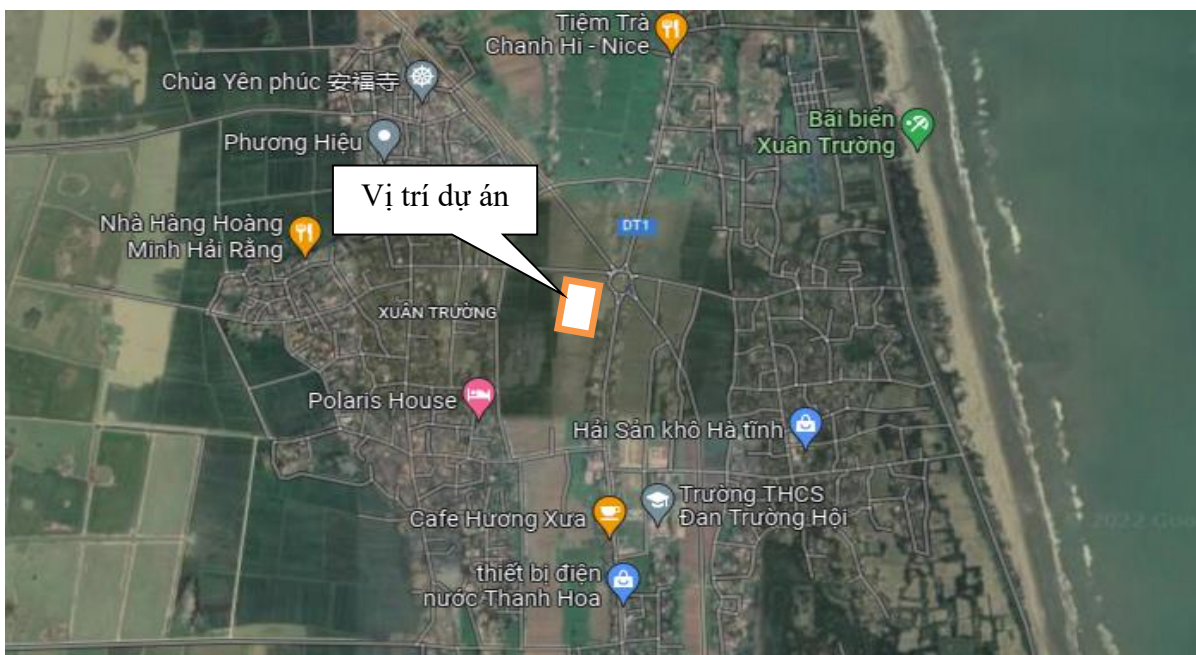 Tiệm Trà
Chanh Hi - Nice
Chùa Yên phúc 安福寺
Bãi biển
Xuân Trường
Phương Hiệu
Vị trí dự án
Nhà Hàng Hoàng
Minh Hải Rằng
DT1
XUÂN TRƯỜNG
Polaris House
Hải Sản khô Hà tĩnh
Trường THCS
Đan Trường Hội
Cafe Hương Xưa
thiết bị điện
nước Thanh Hoa
2022 Goo